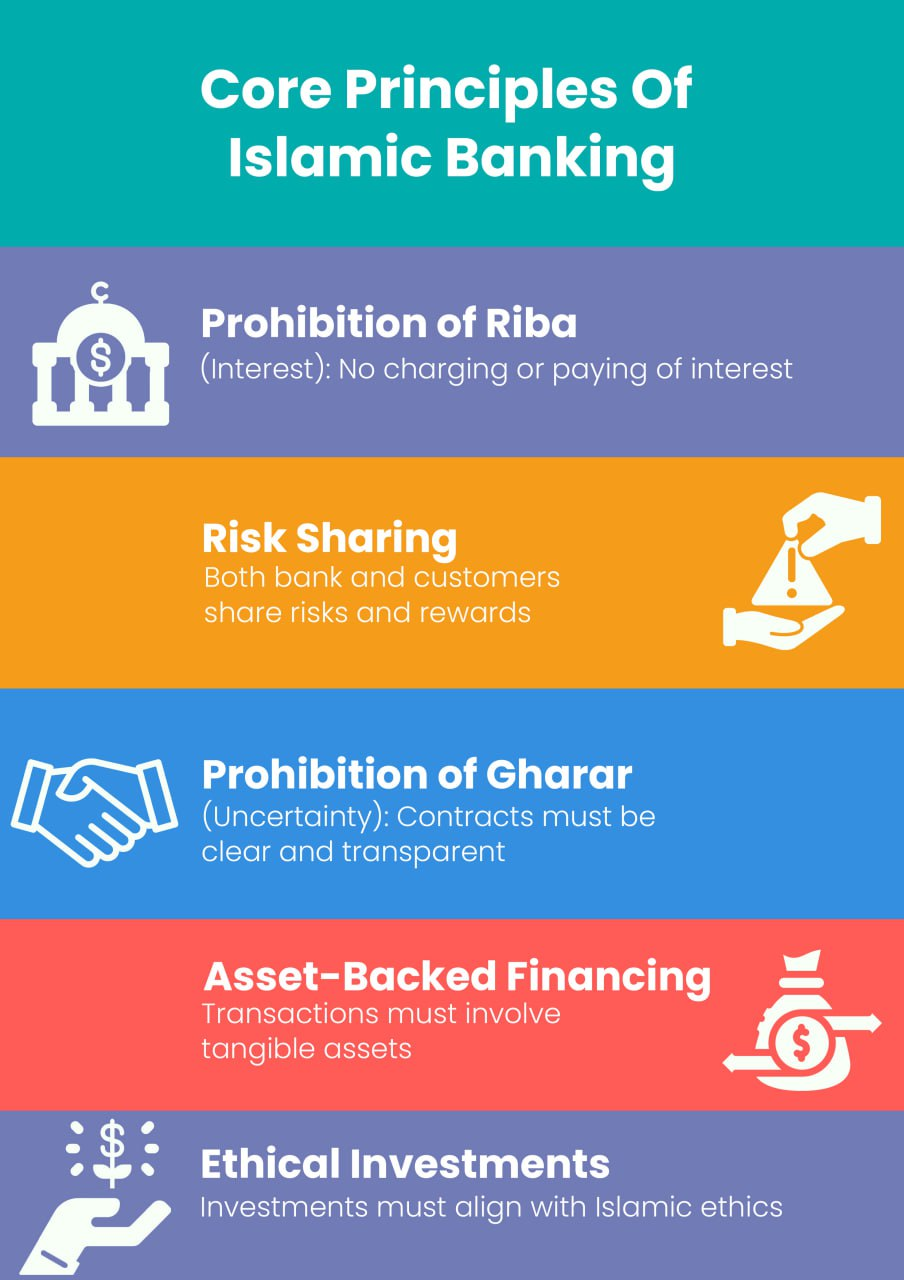 Core Principles Of
Islamic Banking
Prohibition of Riba
(Interest): No charging or paying of interest
Risk Sharing
Both bank and customers
share risks and rewards
Prohibition of Gharar
(Uncertainty): Contracts must be
clear and transparent
Asset-Backed Financing
Transactions must involve
tangible assets
Ethical Investments
Investments must align with Islamic ethics